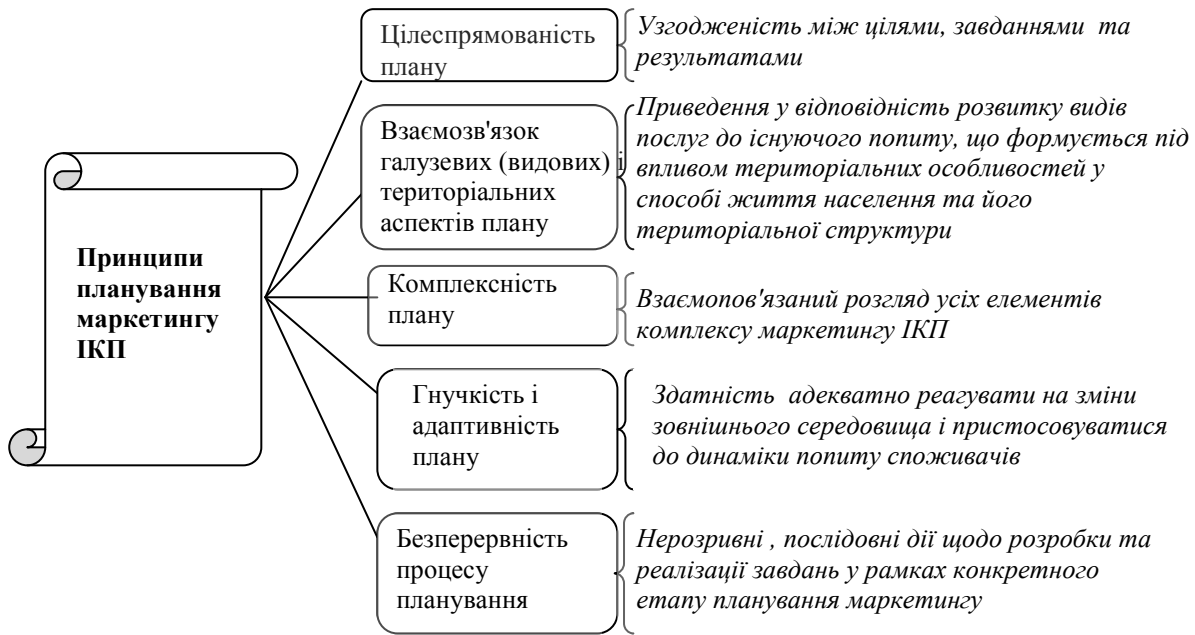 Принципи
планування
маркетингу
ІКП
Цілеспрямованість
плану
Узгодженість між цілями, завданнями та
результатами
Взаємозв'язок
галузевих (видових) і
територіальних
аспектів плану
Приведення у відповідність розвитку видів
послуг до існуючого попиту, що формується під
впливом територіальних особливостей у
способі життя населення та його
територіальної структури
Комплексність
плану
Взаємопов'язаний розгляд усіх елементів
комплексу маркетингу ІКП
Гнучкість і
адаптивність
плану
Здатність адекватно реагувати на зміни
зовнішнього середовища і пристосовуватися
до динаміки попиту споживачів
Безперервність
процесу
планування
Нерозривні , послідовні дії щодо розробки та
реалізації завдань у рамках конкретного
етапу планування маркетингу